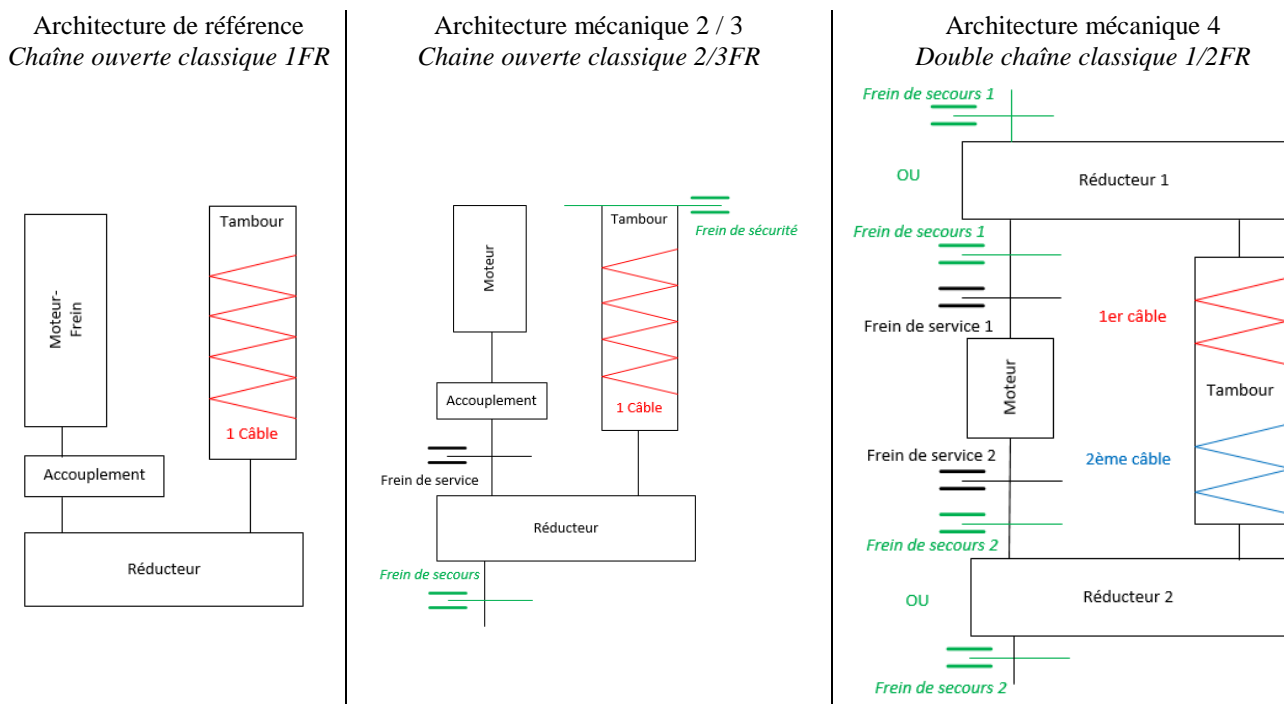 Architecture de référence
Chaîne ouverte classique 1FR
Moteur-
Frein
Tambour
1 Câble
Accouplement
Réducteur
Architecture mécanique 2 / 3
Chaine ouverte classique 2/3FR
Moteur
Tambour
Frein de sécurité
Accouplement
1 Câble
Frein de service
Réducteur
Frein de secours
Architecture mécanique 4
Double chaîne classique 1/2FR
Frein de secours 1
OU
Réducteur 1
Frein de secours 1
Frein de service 1
1er câble
Moteur
Tambour
Frein de service 2
2ème câble
Frein de secours 2
OU
Réducteur 2
Frein de secours 2